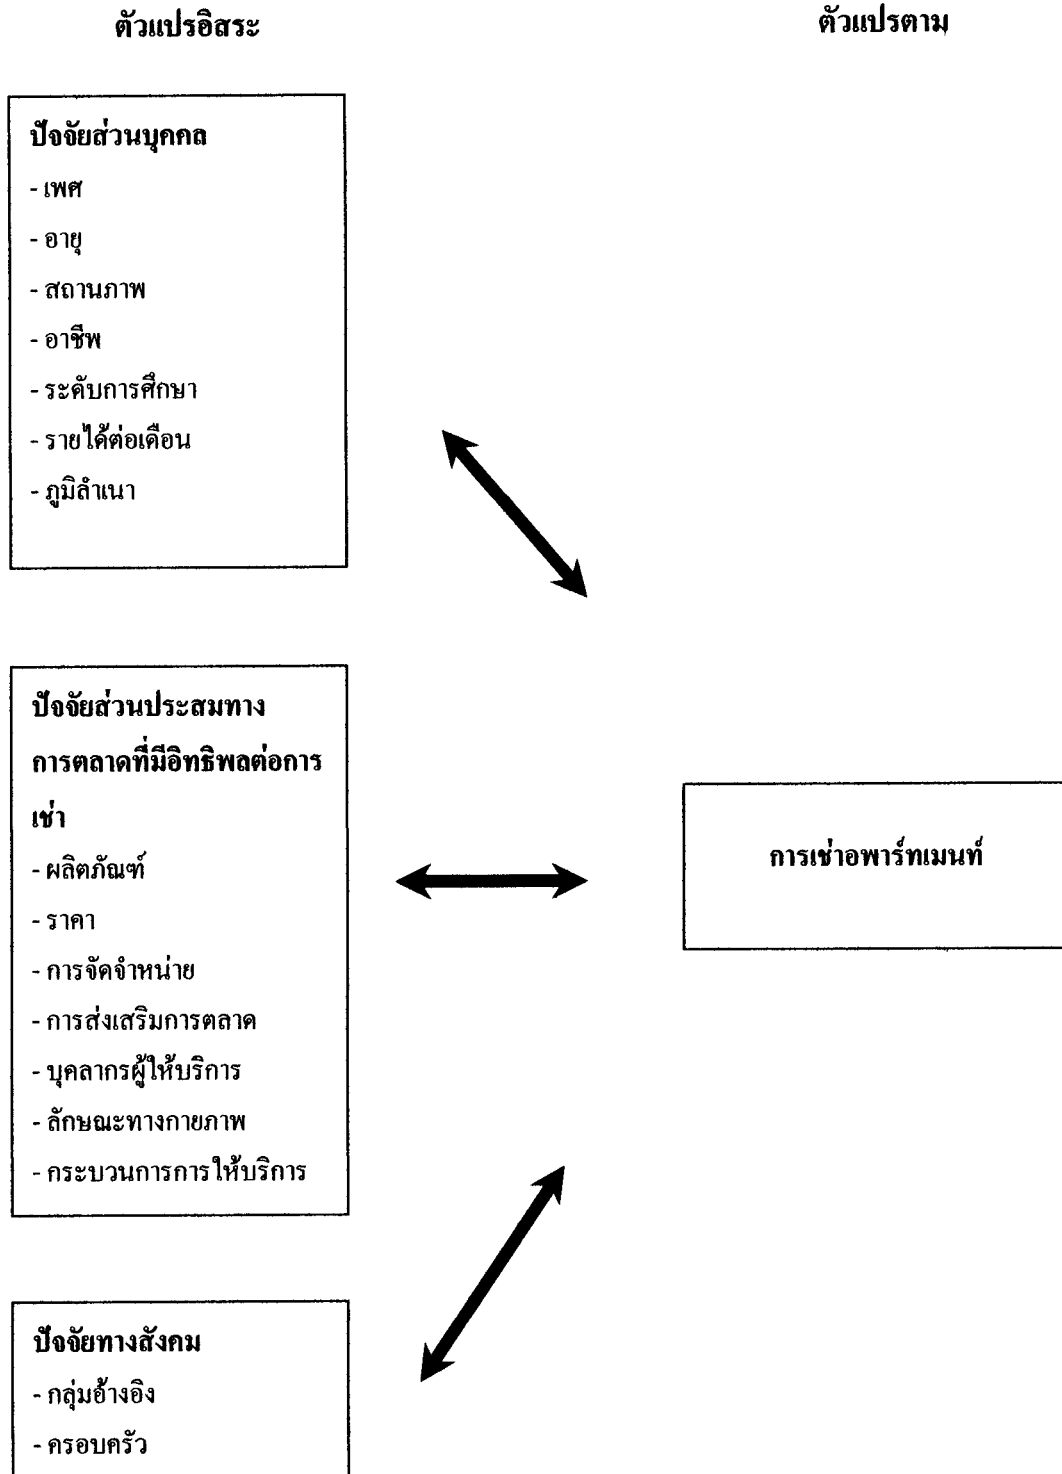 ตัวแปรอิสระ
ตัวแปรตาม
ปัจจัยส่วนบุคคล
- เพศ
- อายุ
- สถานภาพ
- อาชีพ
- ระดับการศึกษา
- รายได้ต่อเดือน
- ภูมิลำเนา
ปัจจัยส่วนประสมทาง
การตลาดที่มีอิทธิพลต่อการ
เช่า
- ผลิตภัณฑ์
- ราคา
- การจัดจำหน่าย
- การส่งเสริมการตลาด
- บุคลากรผู้ให้บริการ
- ลักษณะทางกายภาพ
- กระบวนการการให้บริการ
การเช่าอพาร์ทเมนท์
ปัจจัยทางสังคม
- กลุ่มอ้างอิง
- ครอบครัว